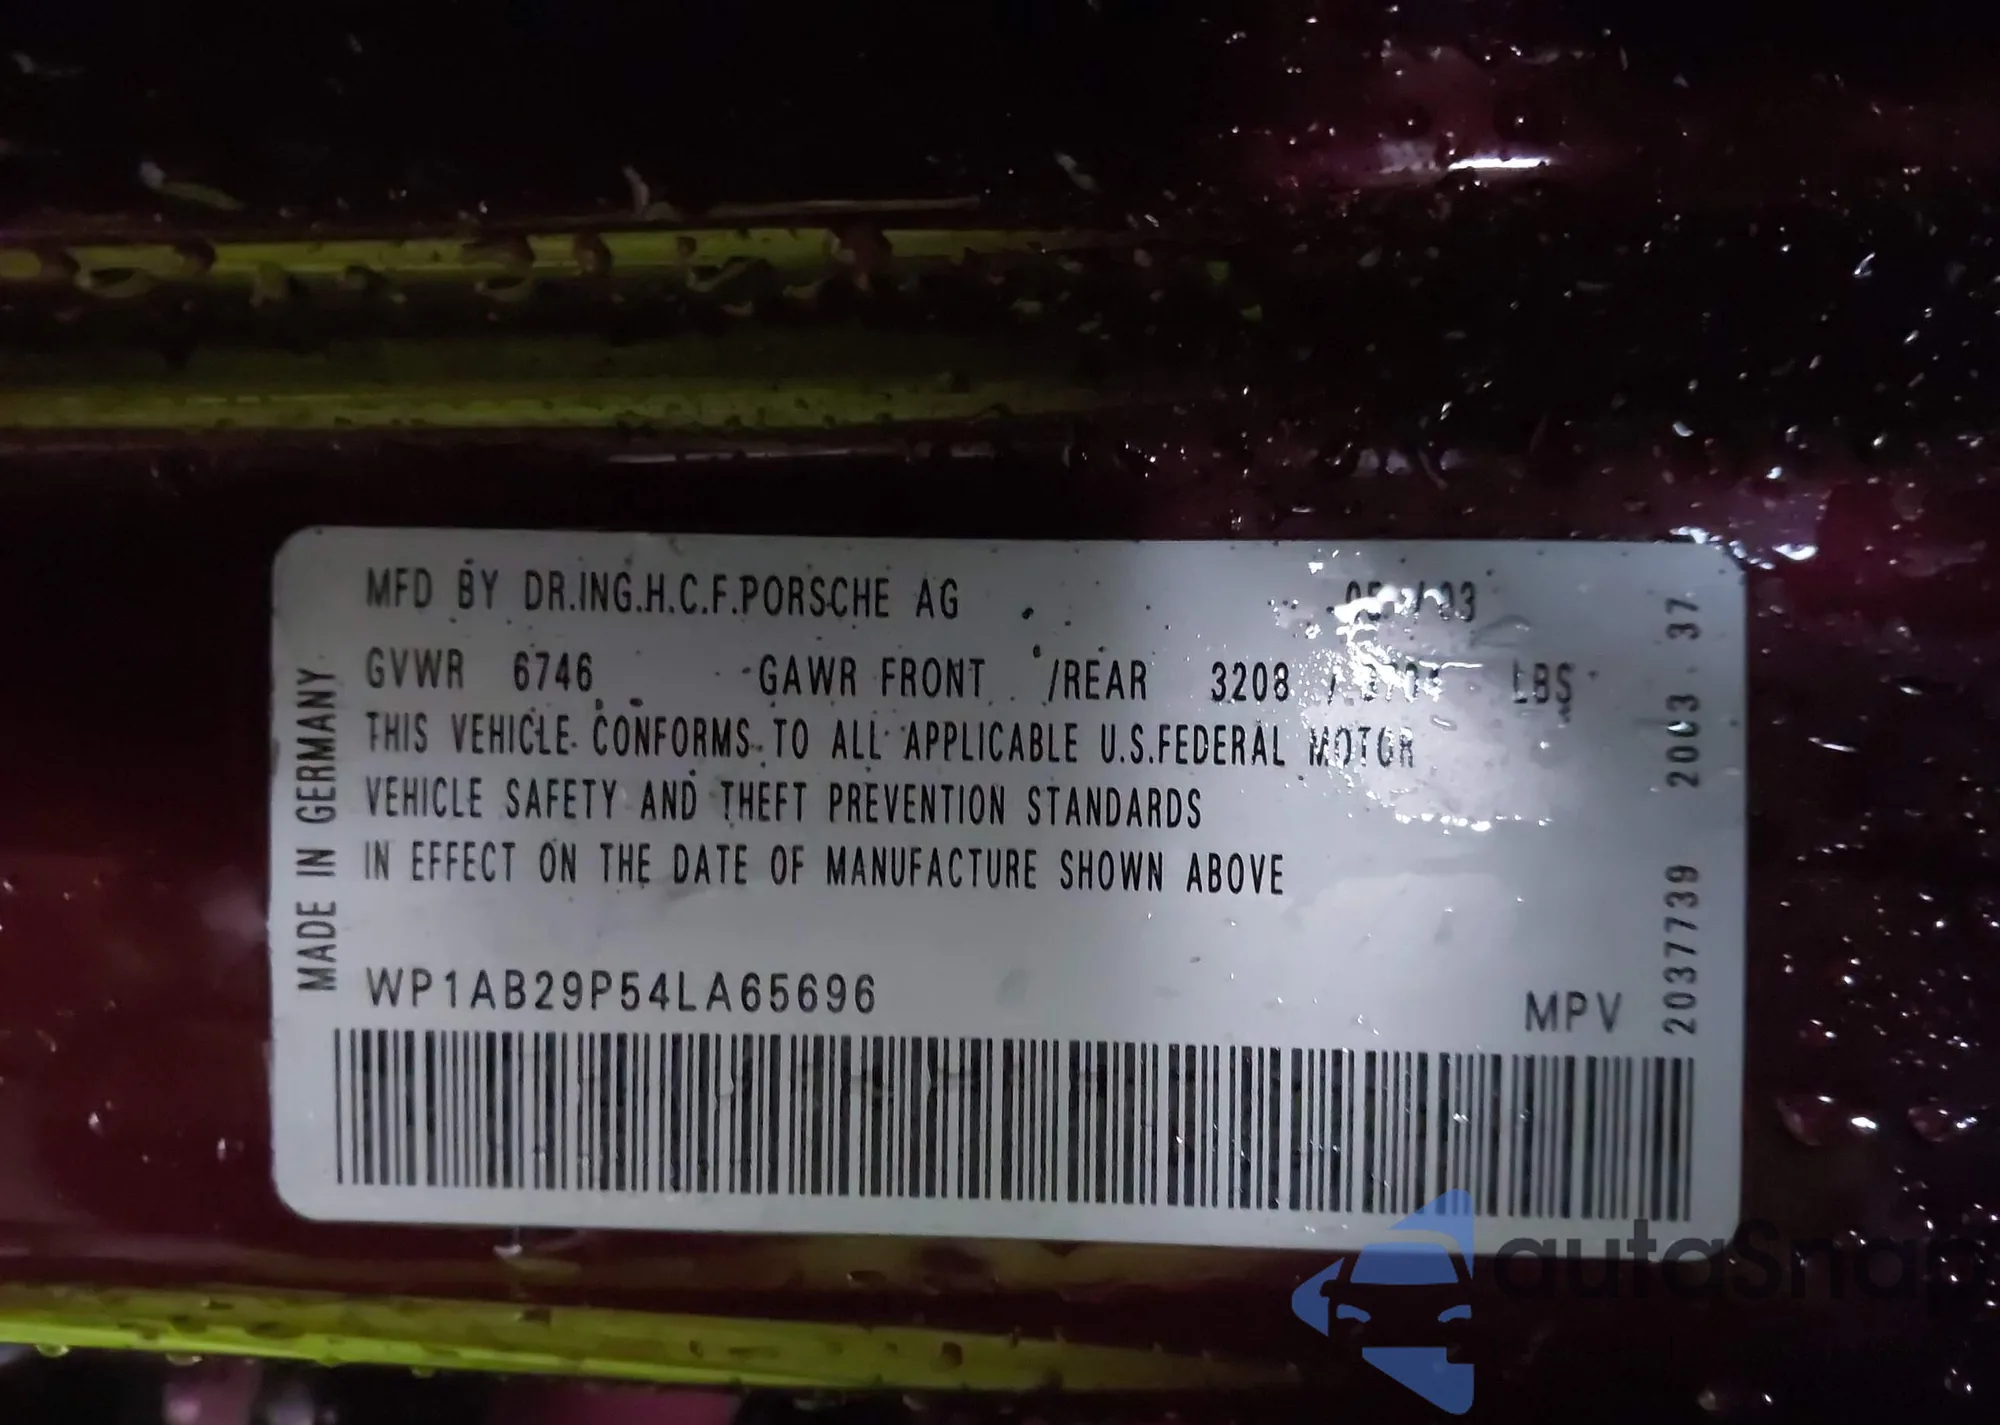 MFD BY DR.ING.H.C.F.PORSCHE AG
GVWR 6746 GAWR FRONT /REAR 3208 / LBS
THIS VEHICLE CONFORMS TO ALL APPLICABLE U.S.FEDERAL MOTOR
VEHICLE SAFETY AND THEFT PREVENTION STANDARDS
IN EFFECT ON THE DATE OF MANUFACTURE SHOWN ABOVE
WP1AB29P54LA65696
MPV
MADE IN GERMANY
2037739 2003 37
autoSnap